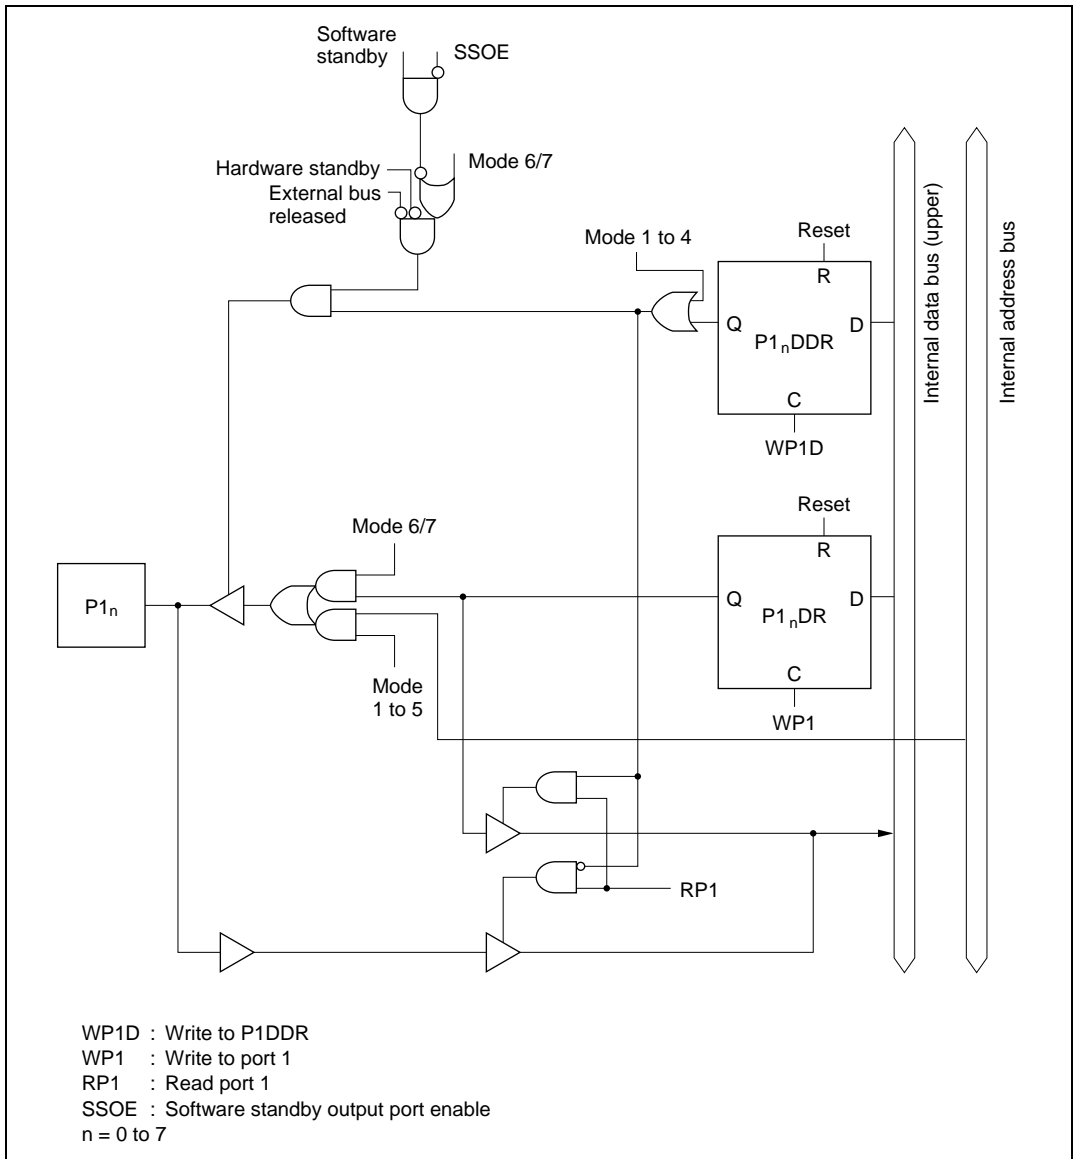 Software
standby
SSOE
Hardware standby
Mode 6/7
External bus
released
Mode 1 to 4
Reset
R
Q
D
P1nDDR
C
WP1D
Internal data bus (upper)
Internal address bus
Mode 6/7
Reset
R
P1n
Q
D
P1nDR
C
Mode
1 to 5
WP1
RP1
WP1D : Write to P1DDR
WP1 : Write to port 1
RP1 : Read port 1
SSOE : Software standby output port enable
n = 0 to 7